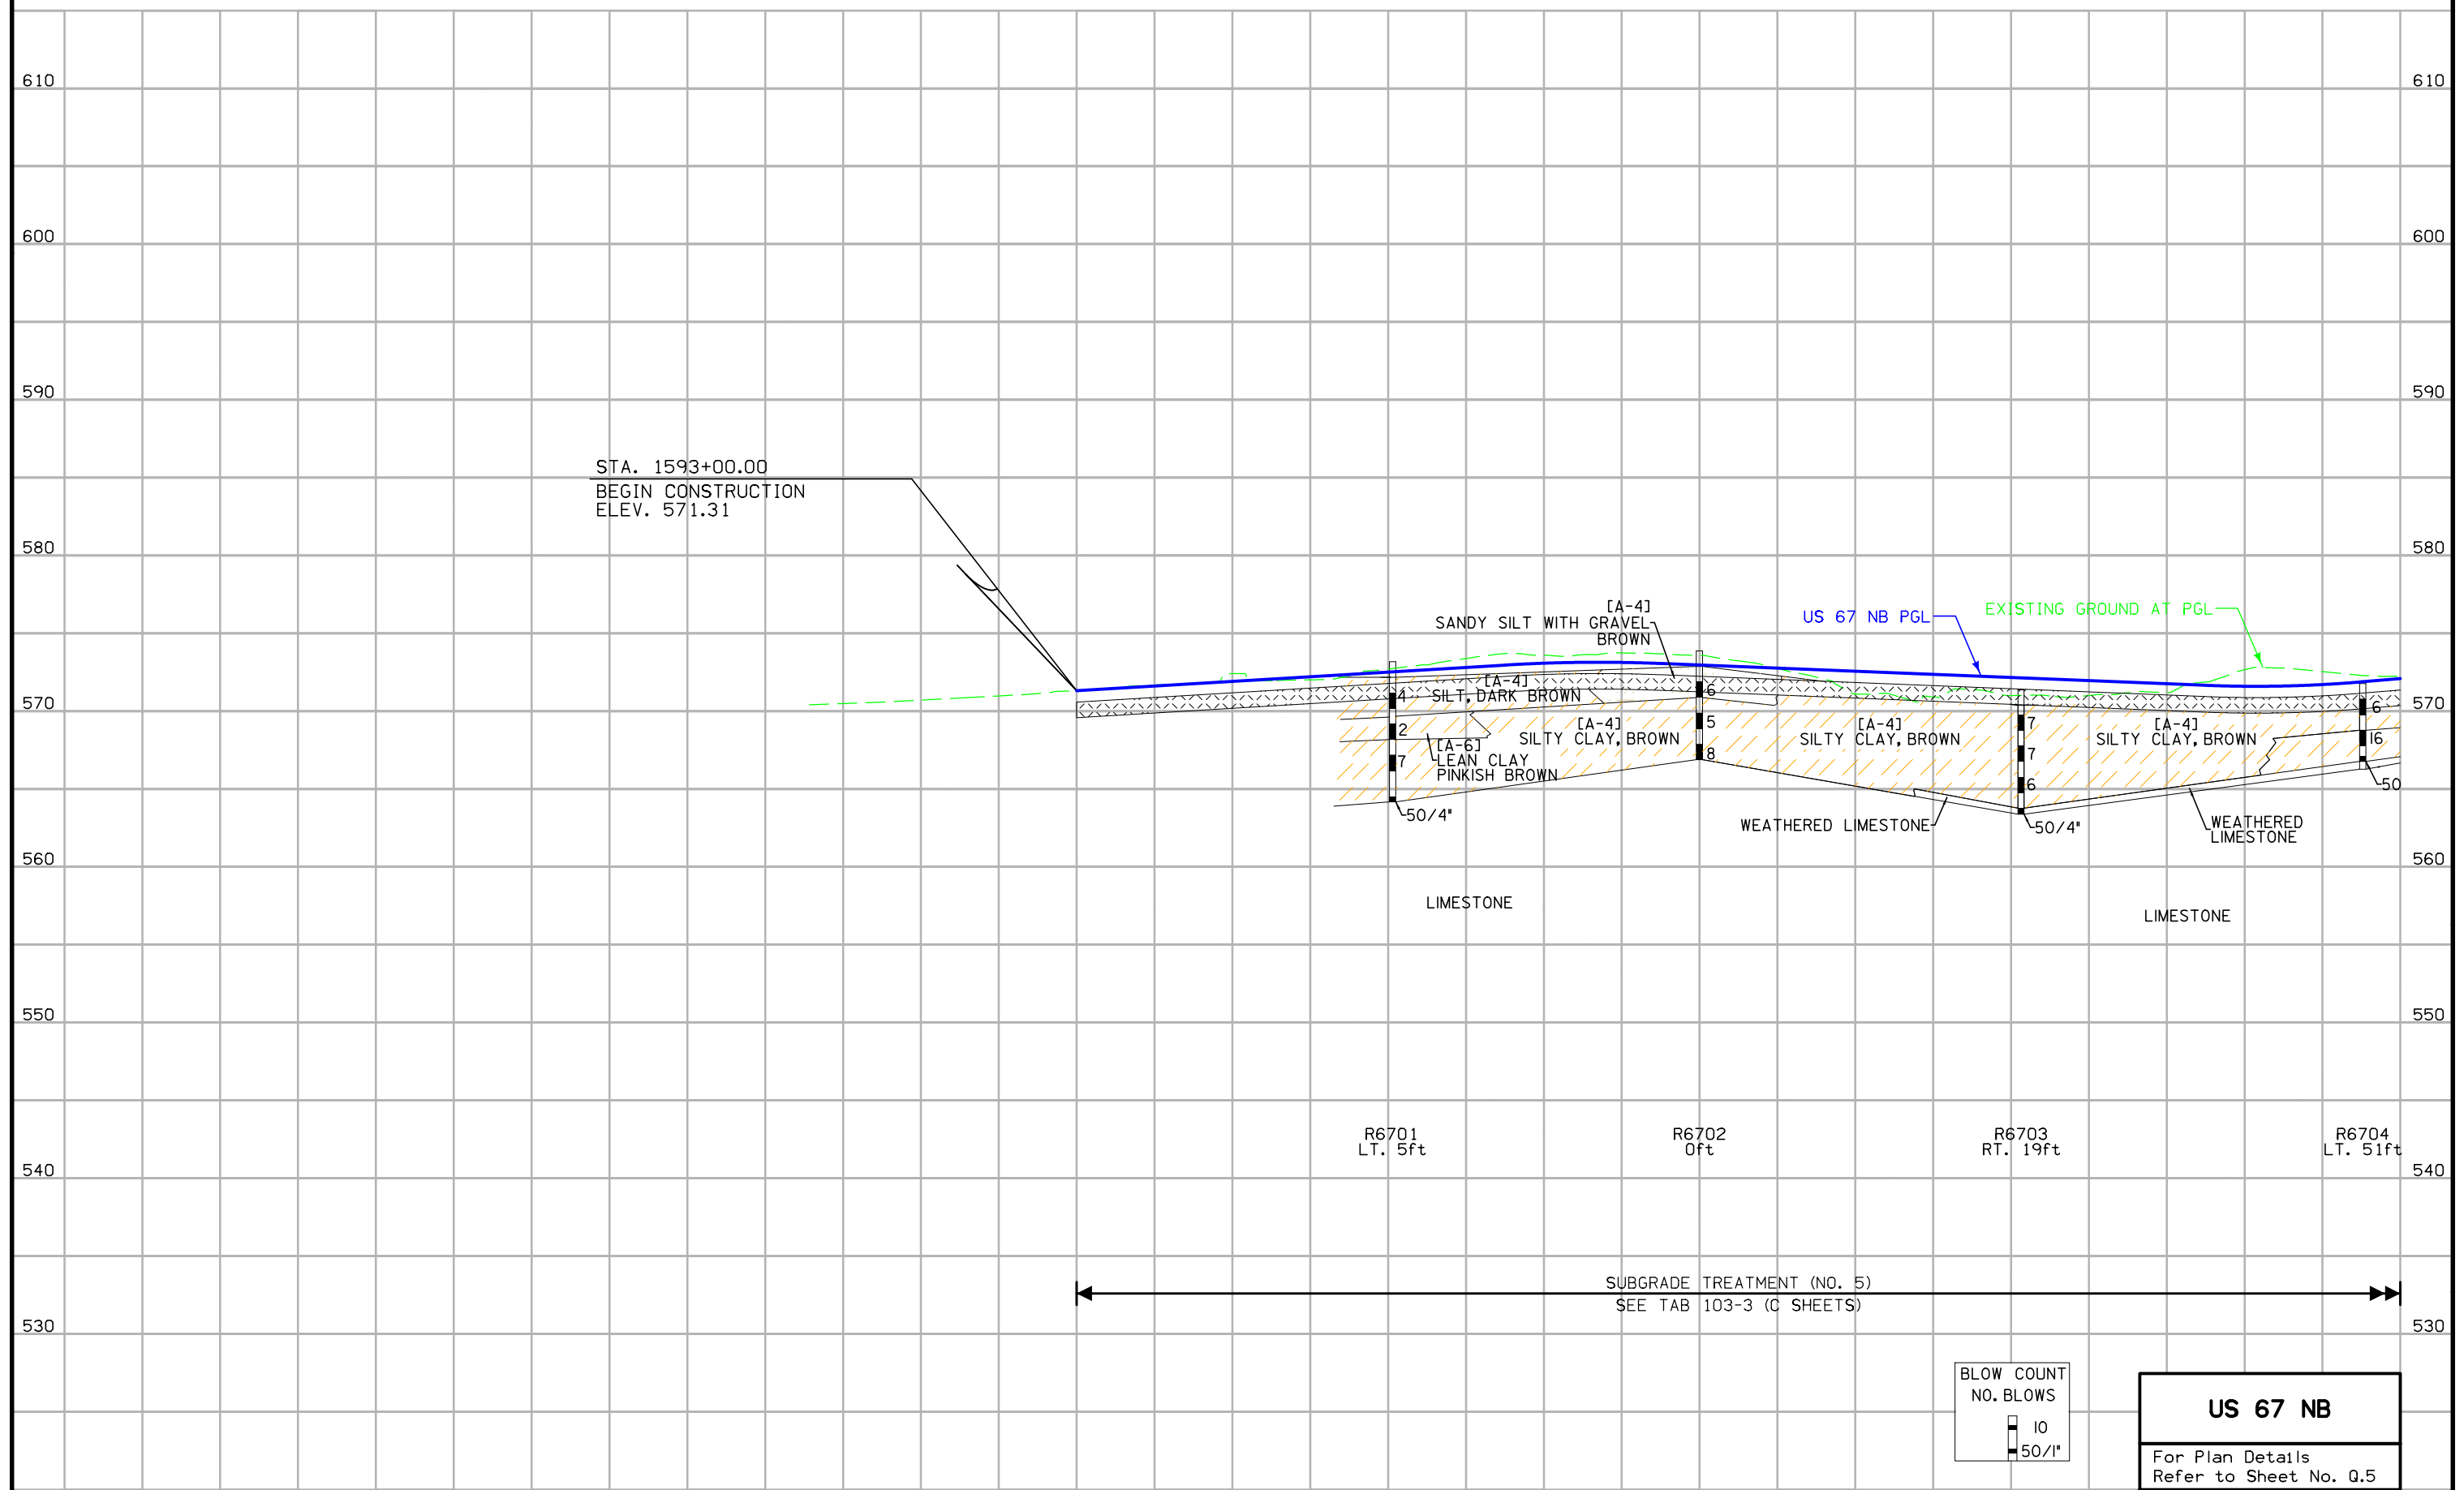 610 610
600 600
590 590
STA. 1593+00.00
BEGIN CONSTRUCTION
ELEV. 571.31
580 580
[A-4]
SANDY SILT WITH GRAVEL
BROWN
US 67 NB PGL
EXISTING GROUND AT PGL
570 570
[A-4]
SILT, DARK BROWN
4
2
7
50/4"
[A-6]
LEAN CLAY
PINKISH BROWN
[A-4]
SILTY CLAY, BROWN
6
5
8
[A-4]
SILTY CLAY, BROWN
WEATHERED LIMESTONE
7
7
6
50/4"
[A-4]
SILTY CLAY, BROWN
WEATHERED
LIMESTONE
6
16
50
560 560
LIMESTONE
LIMESTONE
550 550
R6701
LT. 5ft
R6702
0ft
R6703
RT. 19ft
R6704
LT. 51ft
540 540
SUBGRADE TREATMENT (NO. 5)
SEE TAB 103-3 (C SHEETS)
530 530
BLOW COUNT
NO. BLOWS
10
50/1"
US 67 NB
For Plan Details
Refer to Sheet No. Q.5